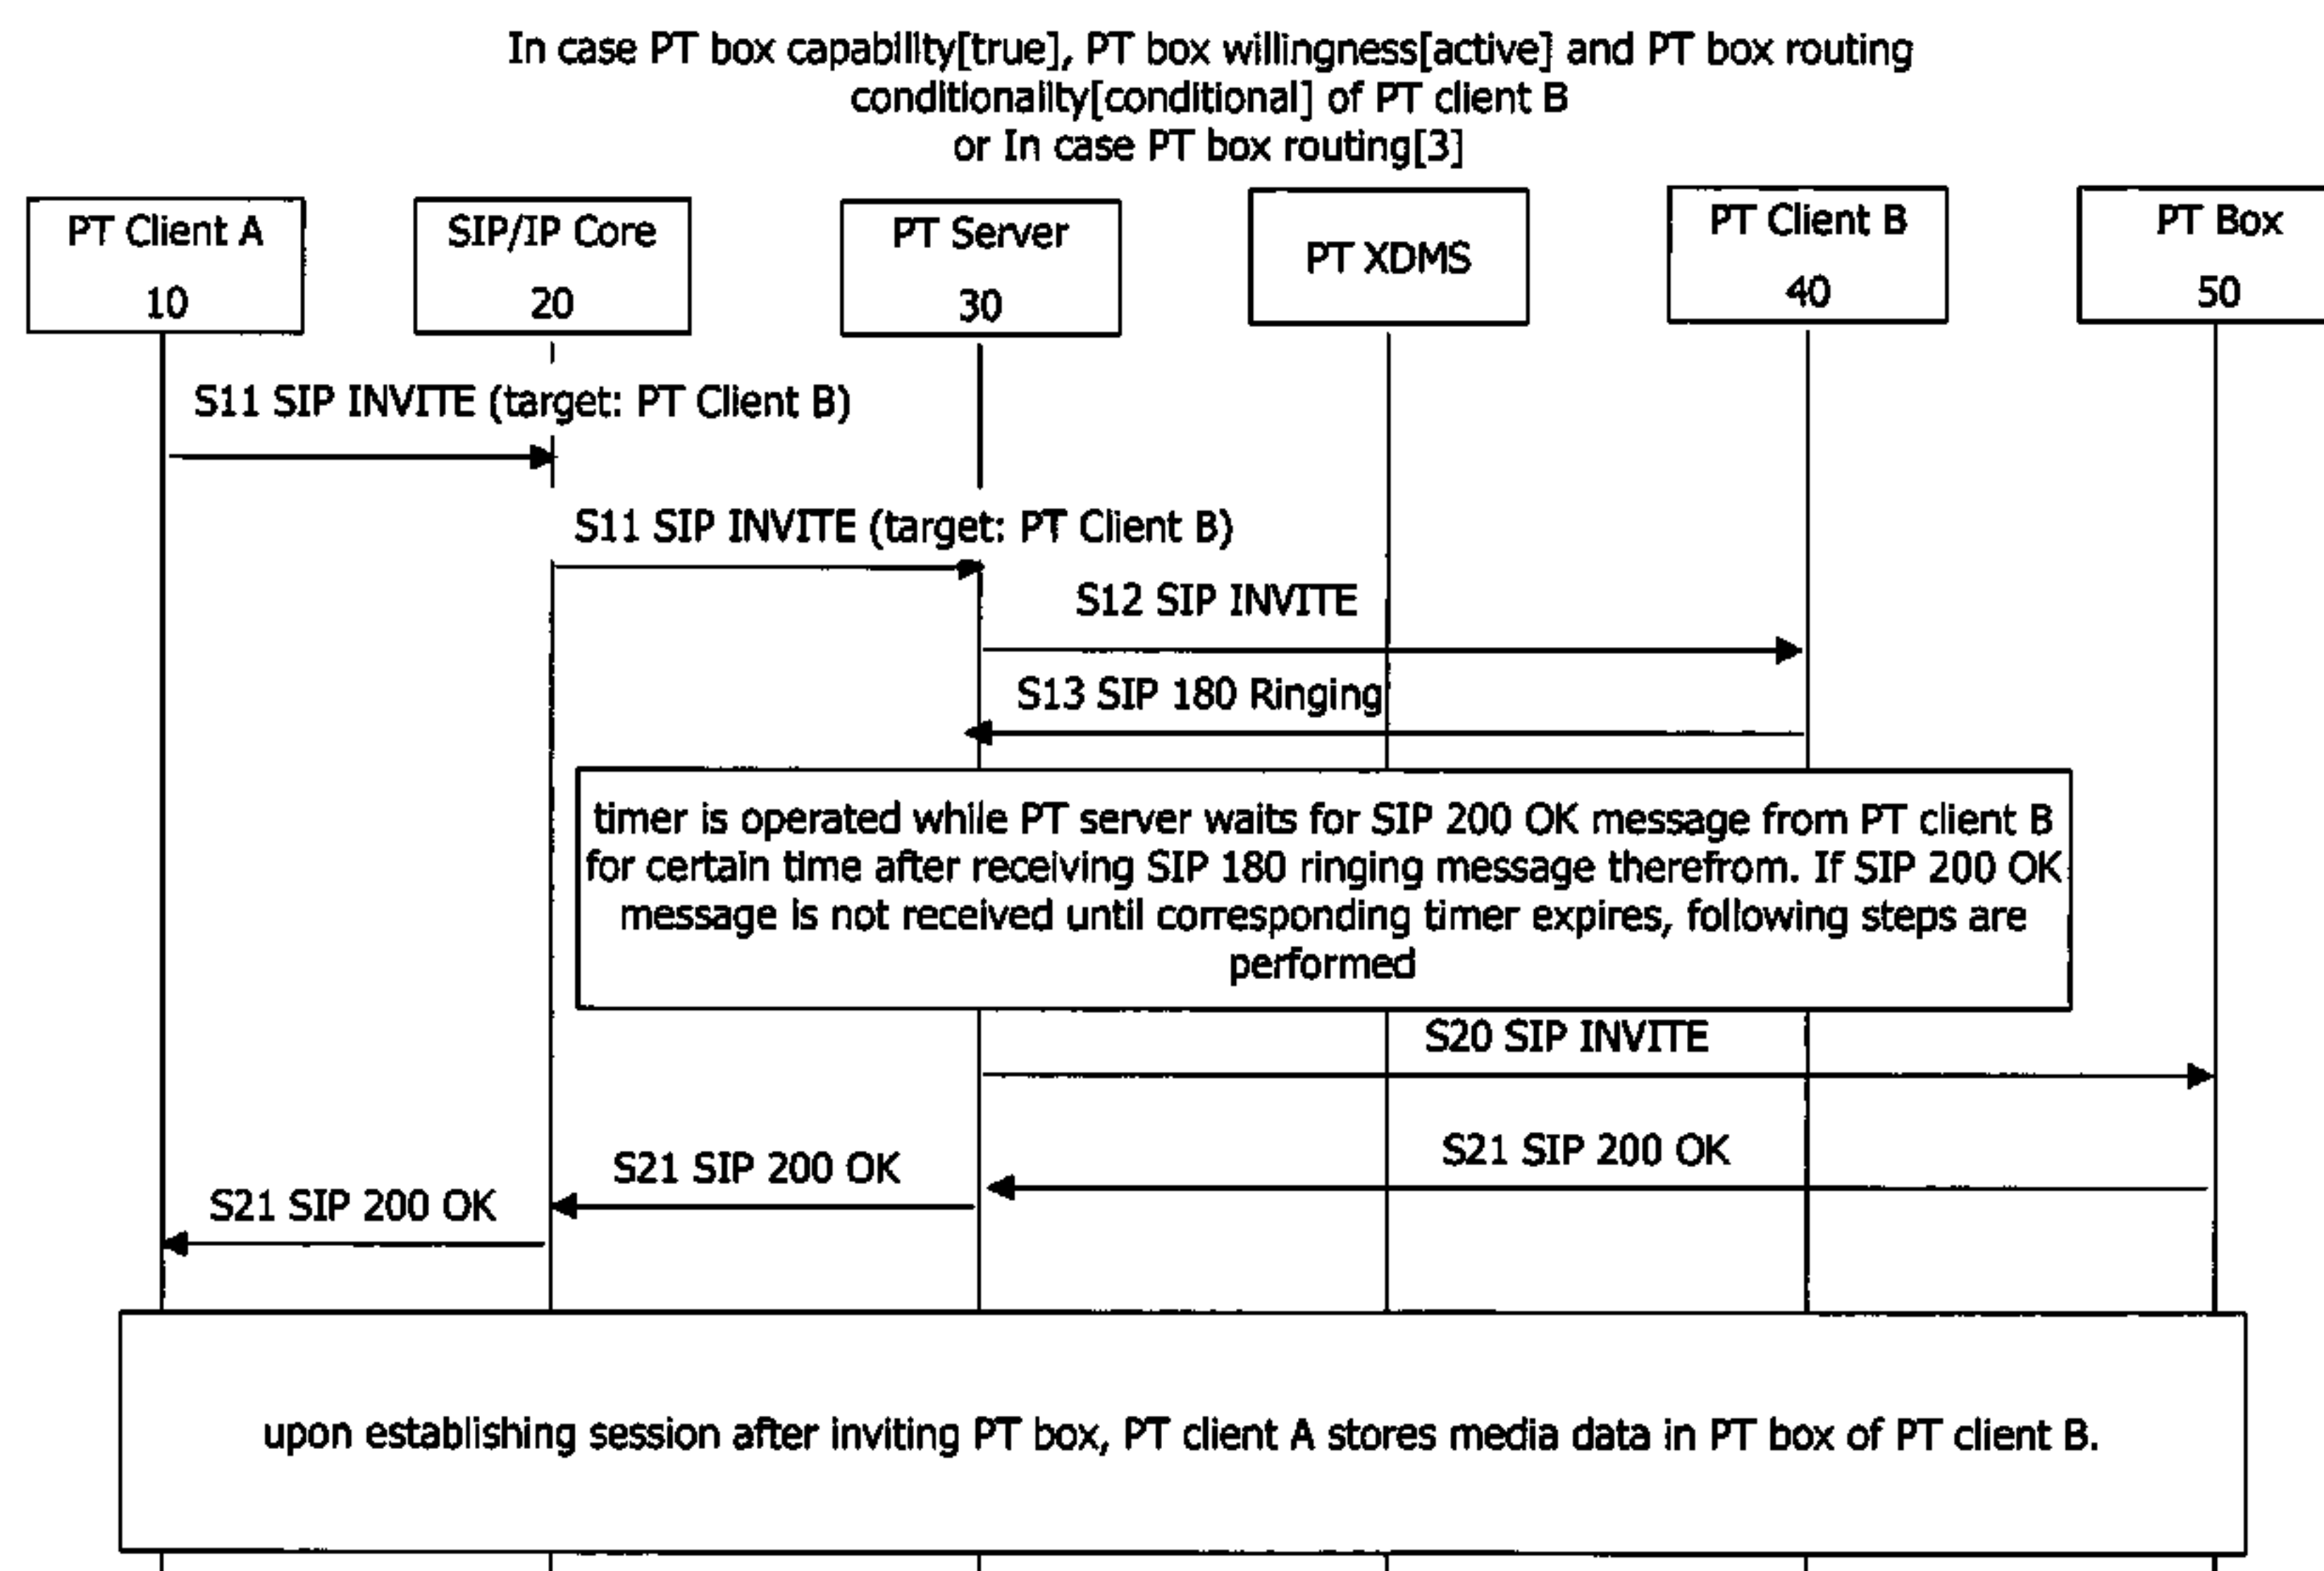 In case PT box capability[true], PT box willingness[active] and PT box routing
conditionality[conditional] of PT client B
or In case PT box routing[3]
PT Client A
10
SIP/IP Core
20
PT Server
30
PT XDMS
PT Client B
40
PT Box
50
S11 SIP INVITE (target: PT Client B)
S11 SIP INVITE (target: PT Client B)
S12 SIP INVITE
S13 SIP 180 Ringing
timer is operated while PT server waits for SIP 200 OK message from PT client B
for certain time after receiving SIP 180 ringing message therefrom. If SIP 200 OK
message is not received until corresponding timer expires, following steps are
performed
S20 SIP INVITE
S21 SIP 200 OK
S21 SIP 200 OK
S21 SIP 200 OK
upon establishing session after inviting PT box, PT client A stores media data in PT box of PT client B.